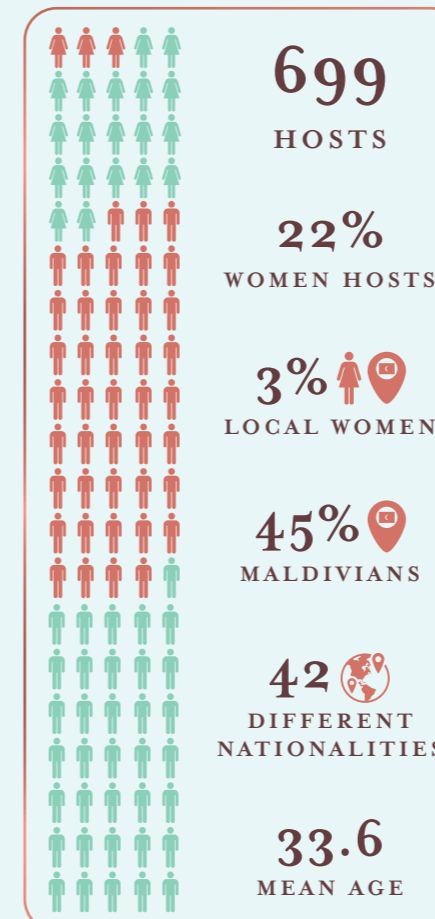 699
HOSTS
22%
WOMEN HOSTS
3%
LOCAL WOMEN
45%
MALDIVIANS
42
DIFFERENT
NATIONALITIES
33.6
MEAN AGE